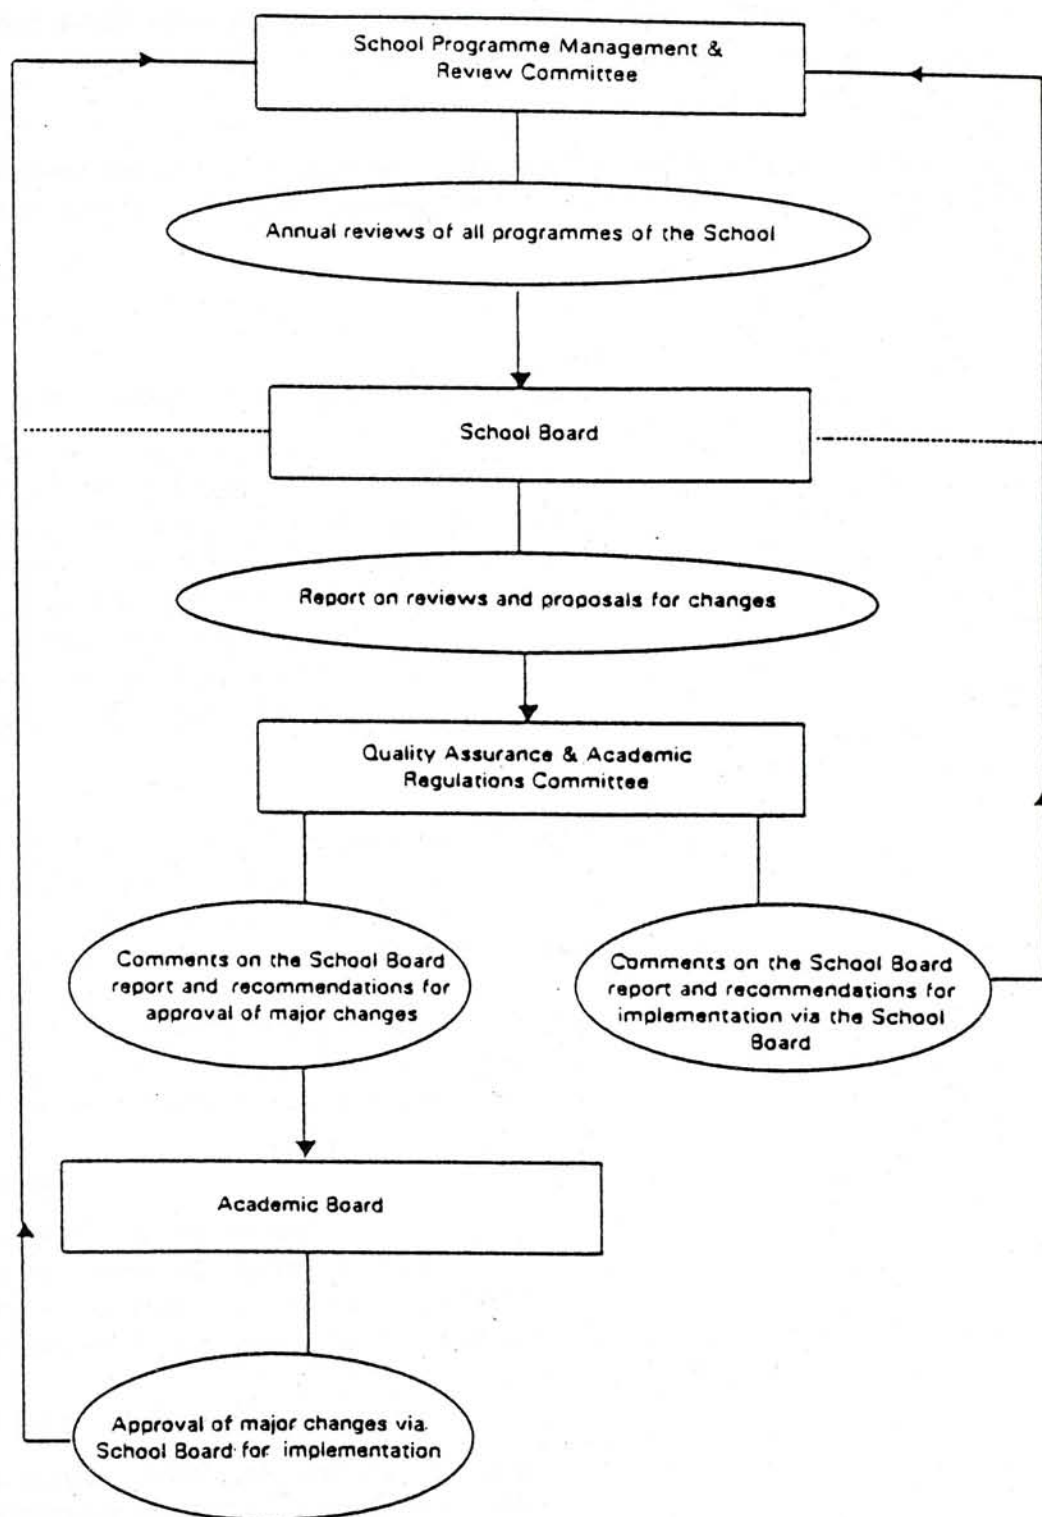 School Programme Management &
Review Committee
Annual reviews of all programmes of the School
School Board
Report on reviews and proposals for changes
Quality Assurance & Academic
Regulations Committee
Comments on the School Board
report and recommendations for
approval of major changes
Comments on the School Board
report and recommendations for
implementation via the School
Board
Academic Board
Approval of major changes via
School Board for implementation